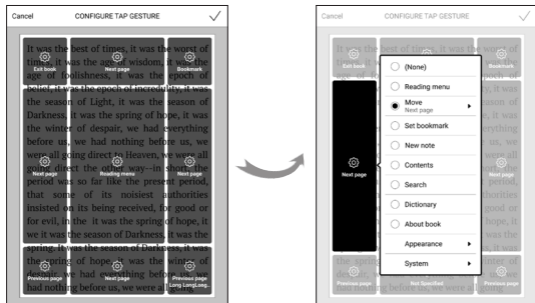 Cancel CONFIGURE TAP GESTURE
It was the best of times, it was the worst of
times, it was the age of wisdom, it was the
age of foolishness, it was the epoch of
belief, it was the epoch of incredulity, it was
the season of Light, it was the season of
Darkness, it was the spring of hope, it was
the winter of despair, we had everything
before us, we had nothing before us, we
were all going direct to Heaven, we were all
going direct the other way--in short, the
period was so far like the present period,
that some of its noisiest authorities
insisted on its being received, for good or
for evil, in the it was the spring of hope, it
we it was the season of Darkness, it was the
spring. It was the season of Darkness, it was
the spring of hope, it was the winter of
despair, we had everything before us, we
had nothing before us, we were all going
Exit book
Next page
Bookmark
Next page
Reading menu
Next page
Previous page
Next page
Previous page
Long LangLang..
Cancel CONFIGURE TAP GESTURE
Exit book
Bookmark
Next page
Next page
Previous page
Not Specified
Previous page
(None)
Reading menu
Move
Next page
Set bookmark
New note
Contents
Search
Dictionary
About book
Appearance
System